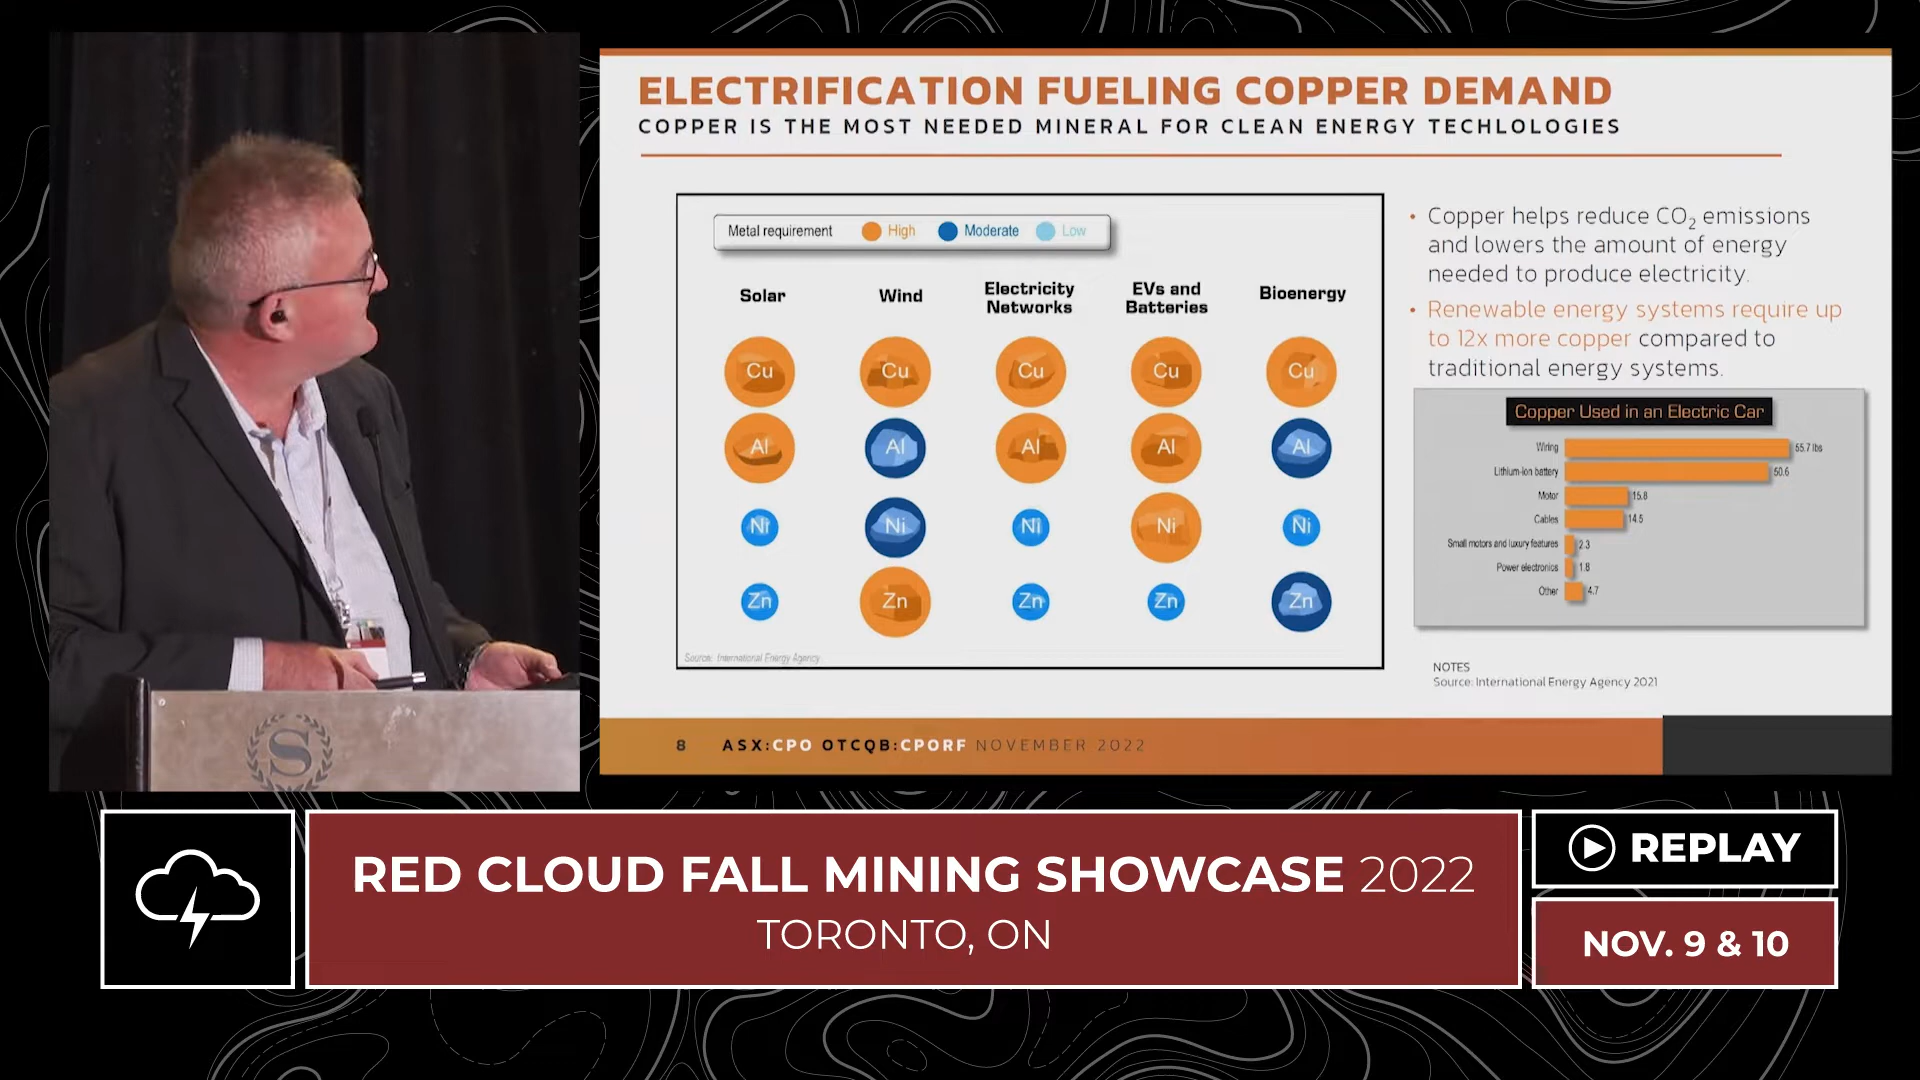 ELECTRIFICATION FUELING COPPER DEMAND
COPPER IS THE MOST NEEDED MINERAL FOR CLEAN ENERGY TECHLOLOGIES
Metal requirement High Moderate Low
Solar Wind Electricity Networks EVs and Batteries Bioenergy
Cu Cu Cu Cu Cu
Al Al Al Al Al
Ni Ni Ni Ni Ni
Zn Zn Zn Zn Zn
Source: International Energy Agency
• Copper helps reduce CO₂ emissions
and lowers the amount of energy
needed to produce electricity.
• Renewable energy systems require up
to 12x more copper compared to
traditional energy systems.
Copper Used in an Electric Car
Wiring 55.7 lbs
Lithium-ion battery 50.6
Motor 15.8
Cables 14.5
Small motors and luxury features 2.3
Power electronics 1.8
Other 4.7
NOTES
Source: International Energy Agency 2021
8 ASX:CPO OTCQB:CPORF NOVEMBER 2022
S
RED CLOUD FALL MINING SHOWCASE 2022
TORONTO, ON
REPLAY
NOV. 9 & 10